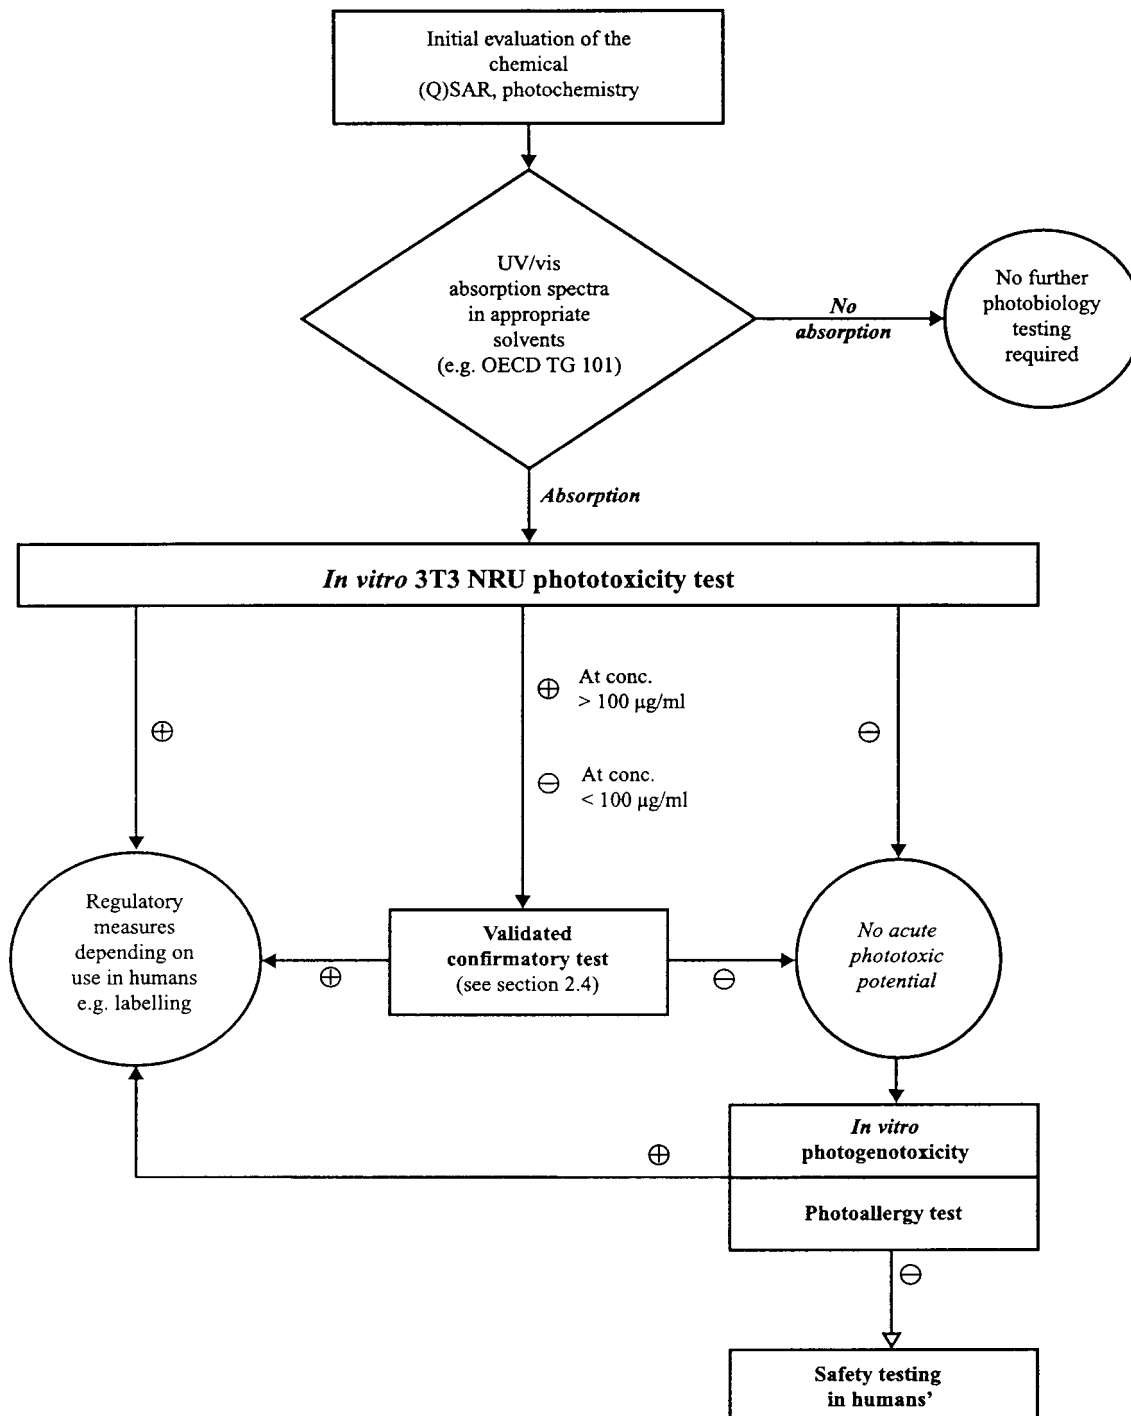 Initial evaluation of the
chemical
(Q)SAR, photochemistry
UV/vis
absorption spectra
in appropriate
solvents
(e.g. OECD TG 101)
No
absorption
No further
photobiology
testing
required
Absorption
In vitro 3T3 NRU phototoxicity test
⊕ At conc.
> 100 µg/ml
⊕
⊖
⊖ At conc.
< 100 µg/ml
Regulatory
measures
depending on
use in humans
e.g. labelling
⊕
Validated
confirmatory test
(see section 2.4)
⊖
No acute
phototoxic
potential
In vitro
photogenotoxicity
⊕
Photoallergy test
⊖
Safety testing
in humans’